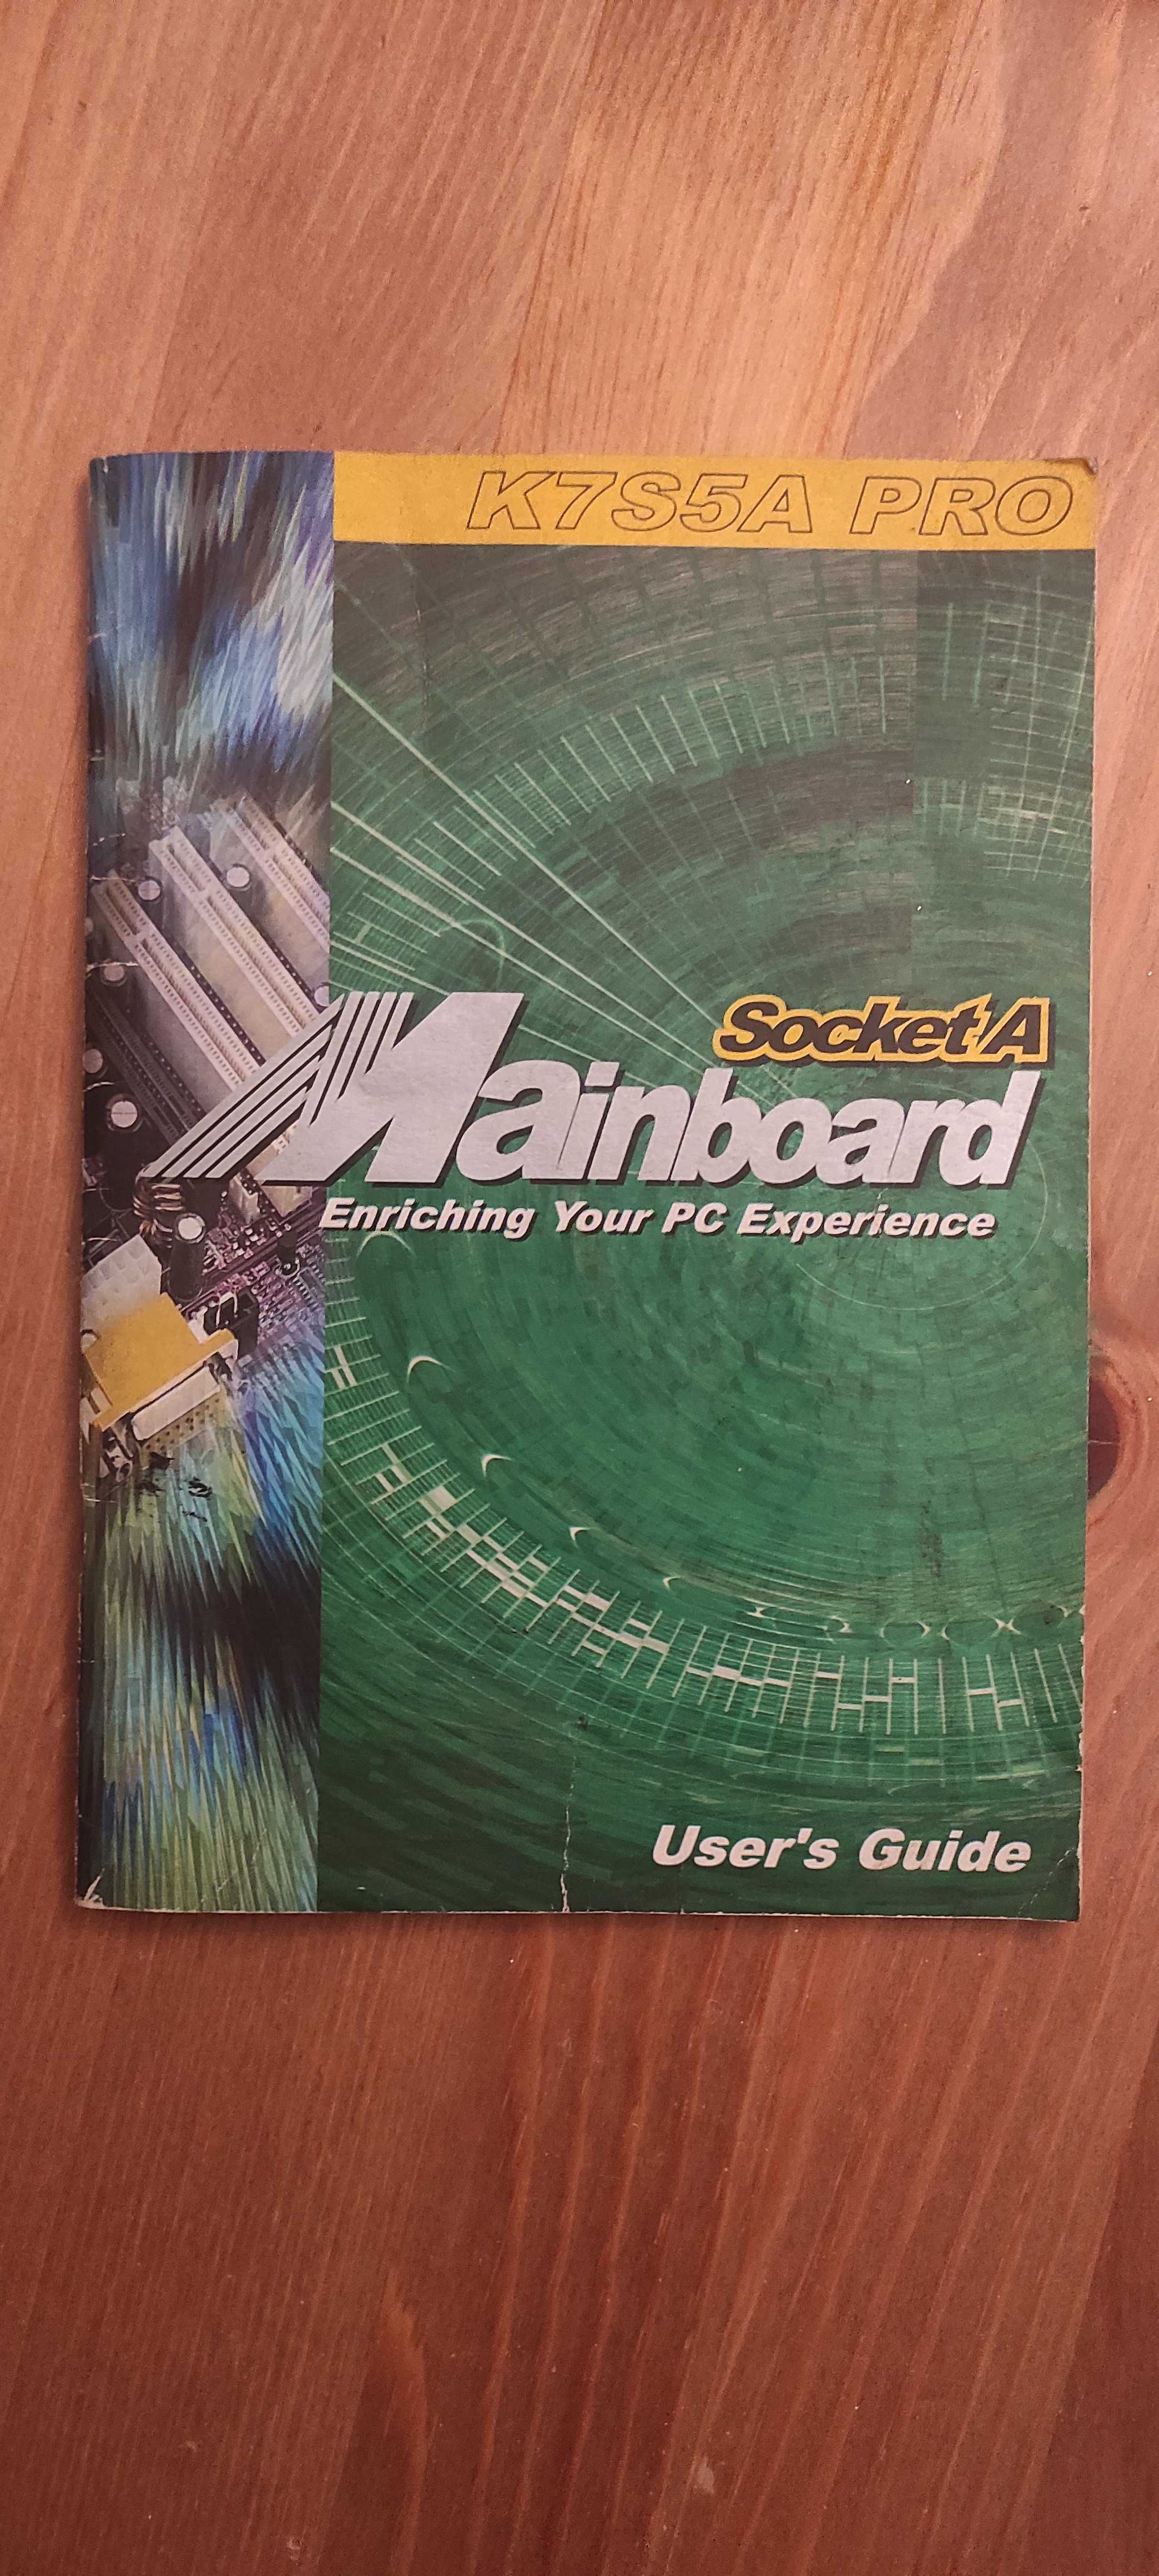 K7S5A PRO
Socket A
Mainboard
Enriching Your PC Experience
User's Guide